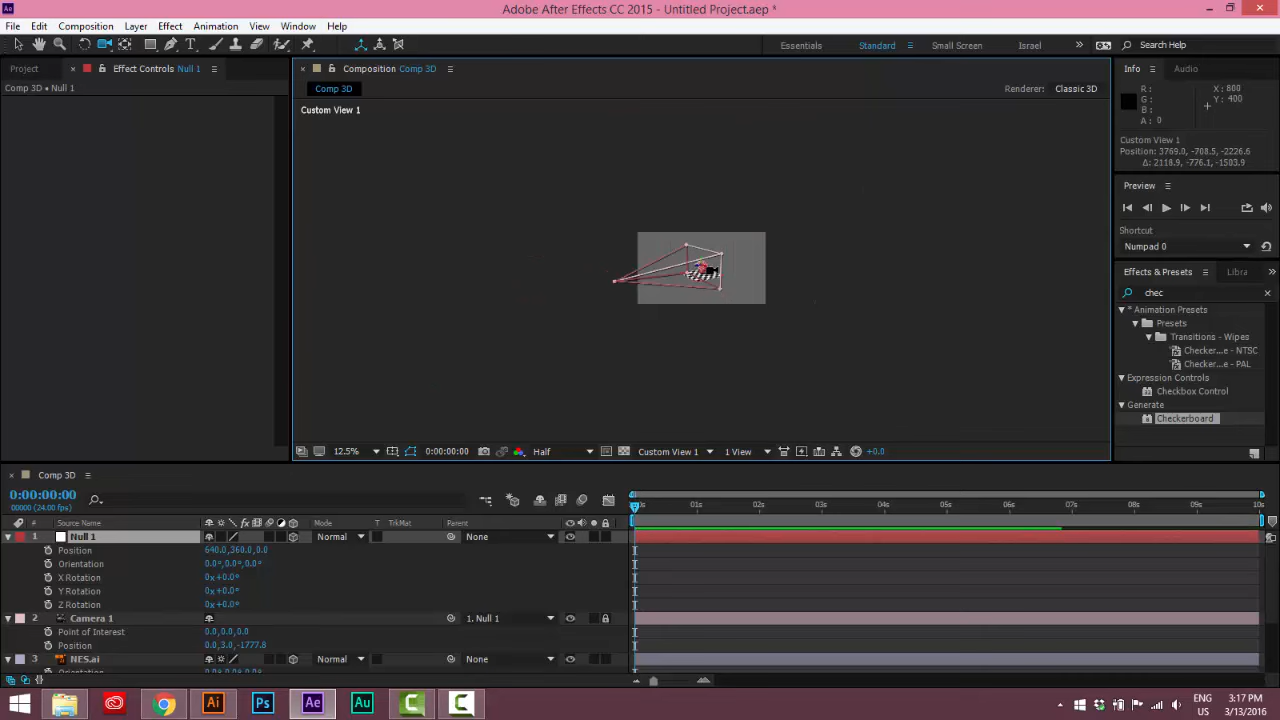 Adobe After Effects CC 2015 - Untitled Project.aep *
File Edit Composition Layer Effect Animation View Window Help
Essentials Standard Small Screen Israel Search Help
Project Effect Controls Null 1
Comp 3D • Null 1
Composition Comp 3D
Comp 3D
Renderer: Classic 3D
Custom View 1
Info Audio
R :
G :
B :
A : 0
X : 800
Y : 400
Custom View 1
Position: 3769.0, -708.5, -2226.6
Δ: 2118.9, -776.1, -1503.9
Preview
Shortcut
Numpad 0
Effects & Presets Libra
chec
* Animation Presets
Presets
Transitions - Wipes
Checker...e - NTSC
Checker...e - PAL
Expression Controls
Checkbox Control
Generate
Checkerboard
12.5% 0:00:00:00 Half Custom View 1 1 View +0.0
Comp 3D
0:00:00:00
00000 (24.00 fps)
# Source Name Mode T TrkMat Parent
0s 01s 02s 03s 04s 05s 06s 07s 08s 09s 10s
1 Null 1 Normal None
Position 640.0,360.0,0.0
Orientation 0.0°,0.0°,0.0°
X Rotation 0x+0.0°
Y Rotation 0x+0.0°
Z Rotation 0x+0.0°
2 Camera 1 1. Null 1
Point of Interest 0.0,0.0,0.0
Position 0.0,3.0,-1777.8
3 NES.ai Normal None
ENG 3:17 PM
US 3/13/2016